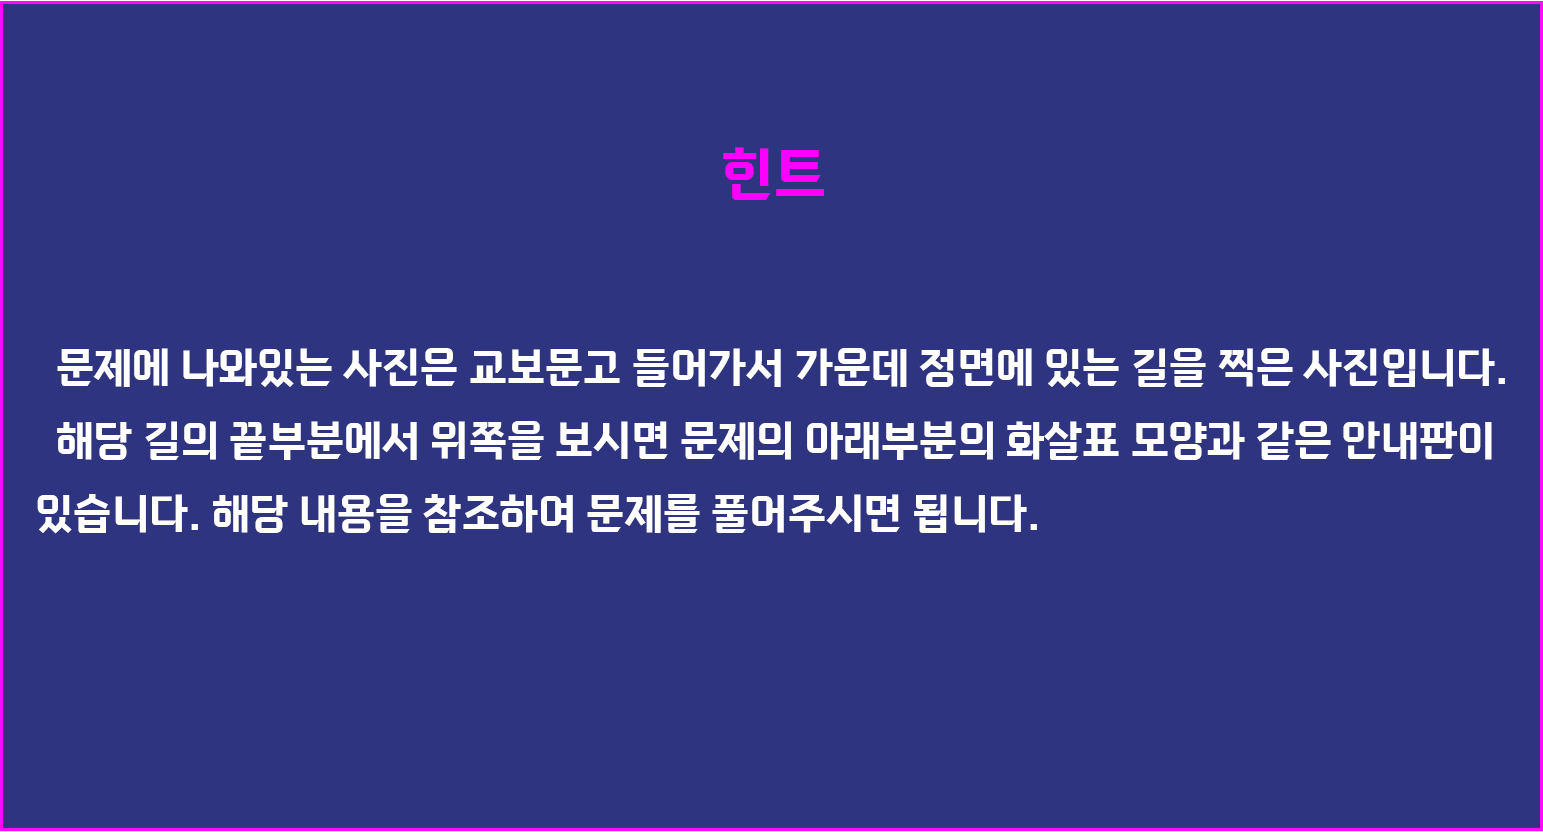 힌트
문제에 나와있는 사진은 교보문고 들어가서 가운데 정면에 있는 길을 찍은 사진입니다.
해당 길의 끝부분에서 위쪽을 보시면 문제의 아래부분의 화살표 모양과 같은 안내판이
있습니다. 해당 내용을 참조하여 문제를 풀어주시면 됩니다.